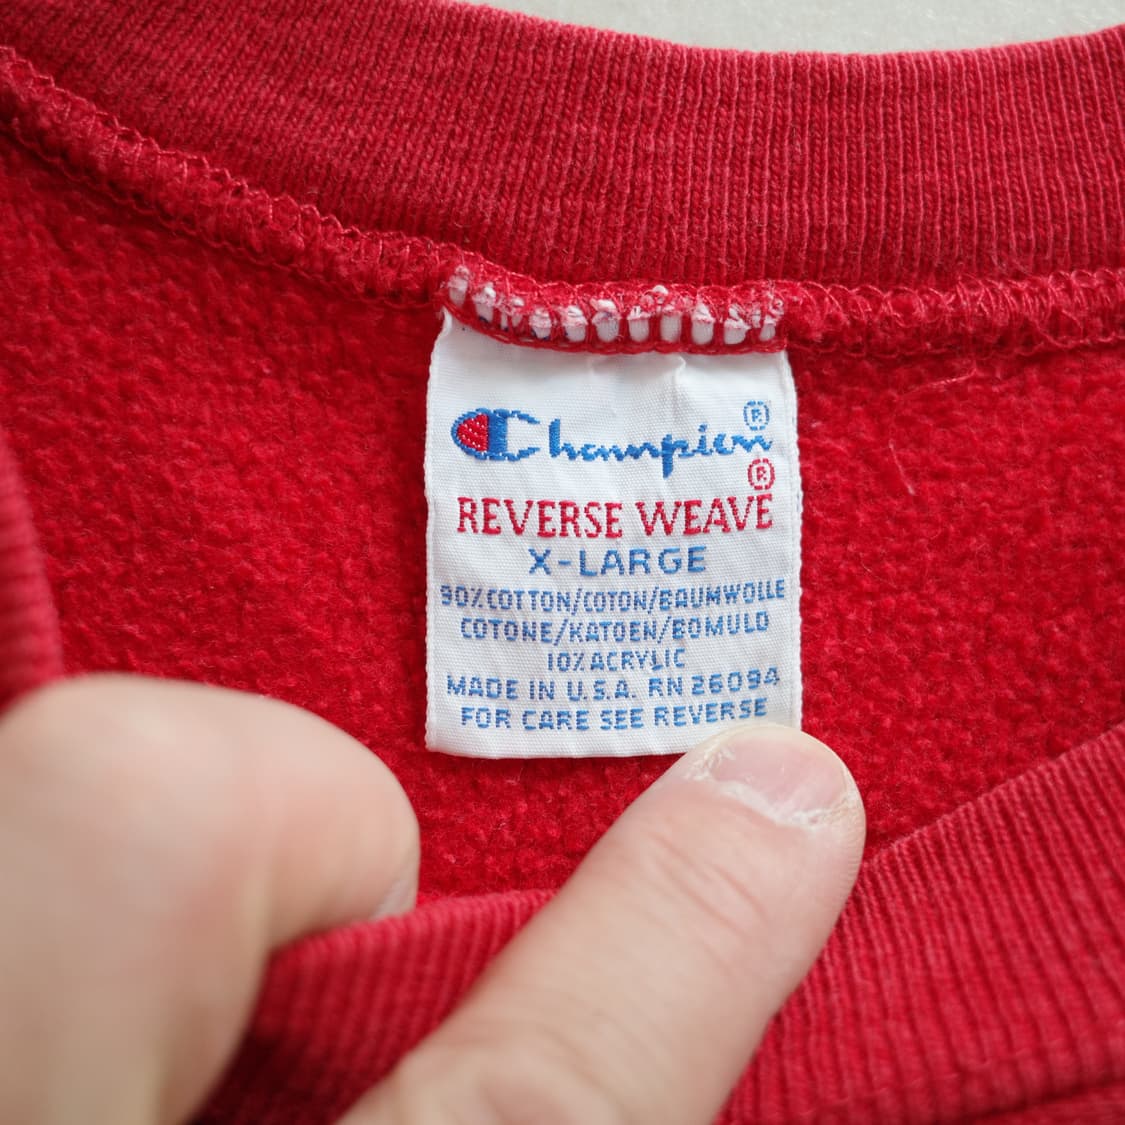 Champion®
®
REVERSE WEAVE
X-LARGE
90% COTTON/COTON/BAUMWOLLE
COTONE/KATOEN/BOMULD
10% ACRYLIC
MADE IN U.S.A. RN 26094
FOR CARE SEE REVERSE